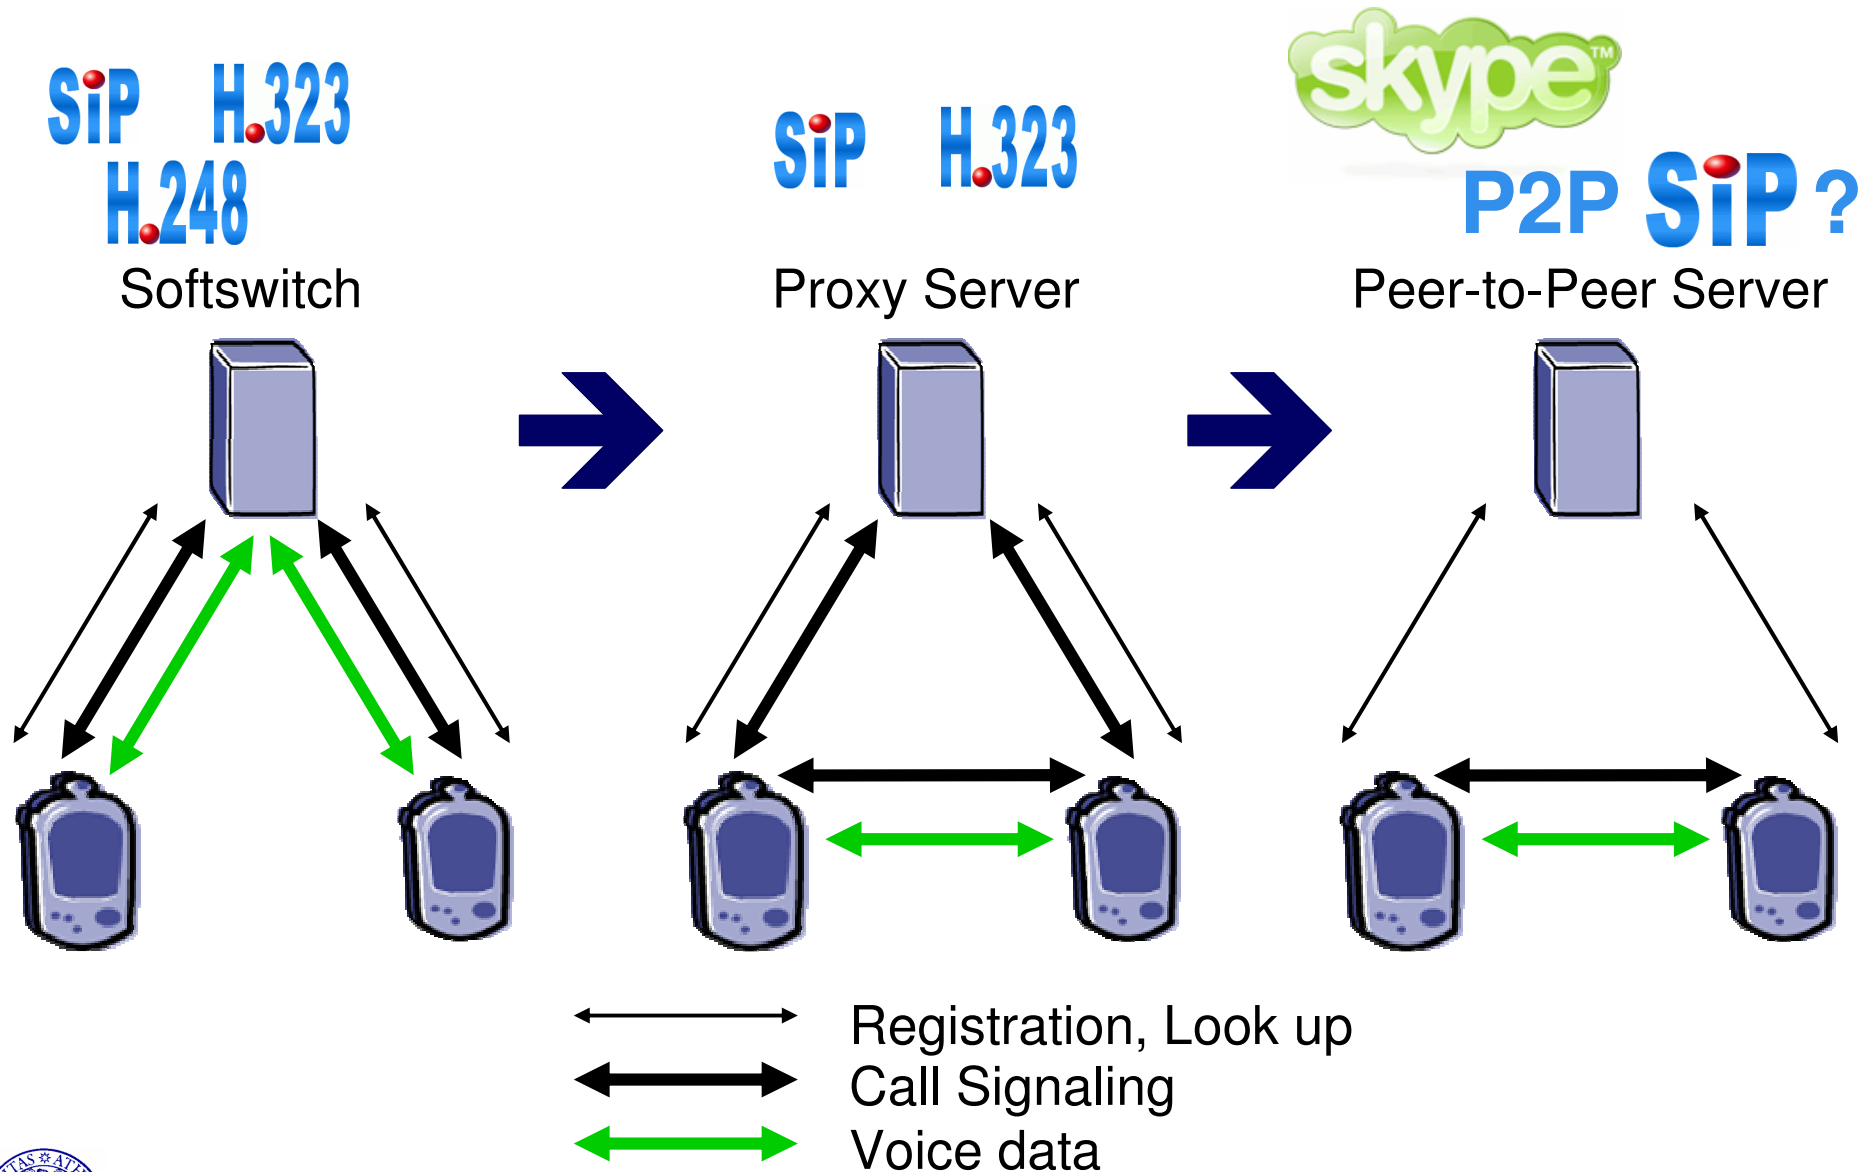 SiP H.323
H.248
Softswitch
SiP H.323
Proxy Server
skype™
P2P SiP ?
Peer-to-Peer Server
Registration, Look up
Call Signaling
Voice data